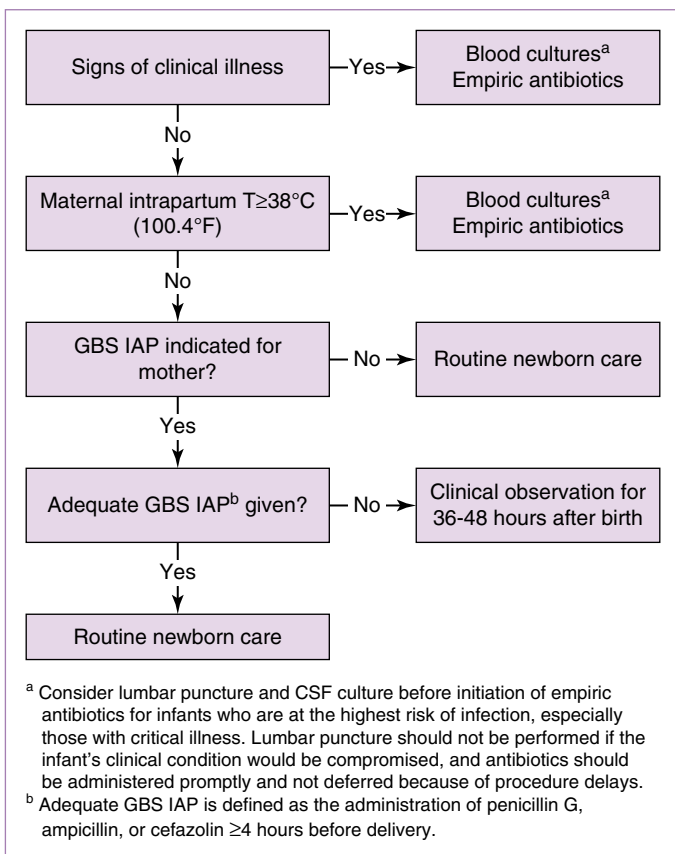 Signs of clinical illness
Yes
Blood culturesᵃ
Empiric antibiotics
No
Maternal intrapartum T≥38°C
(100.4°F)
Yes
Blood culturesᵃ
Empiric antibiotics
No
GBS IAP indicated for
mother?
No
Routine newborn care
Yes
Adequate GBS IAPᵇ given?
No
Clinical observation for
36-48 hours after birth
Yes
Routine newborn care
ᵃ Consider lumbar puncture and CSF culture before initiation of empiric
antibiotics for infants who are at the highest risk of infection, especially
those with critical illness. Lumbar puncture should not be performed if the
infant's clinical condition would be compromised, and antibiotics should
be administered promptly and not deferred because of procedure delays.
ᵇ Adequate GBS IAP is defined as the administration of penicillin G,
ampicillin, or cefazolin ≥4 hours before delivery.